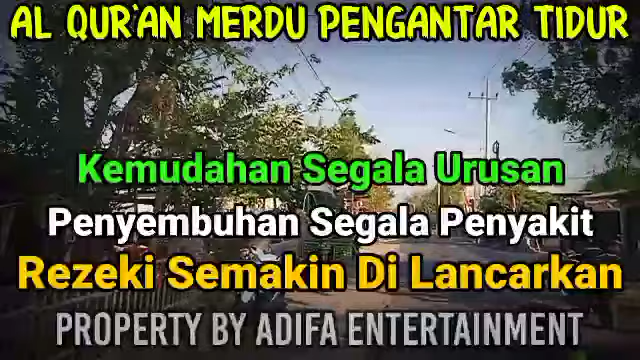 AL QUR'AN MERDU PENGANTAR TIDUR
Kemudahan Segala Urusan
Penyembuhan Segala Penyakit
Rezeki Semakin Di Lancarkan
PROPERTY BY ADIFA ENTERTAINMENT